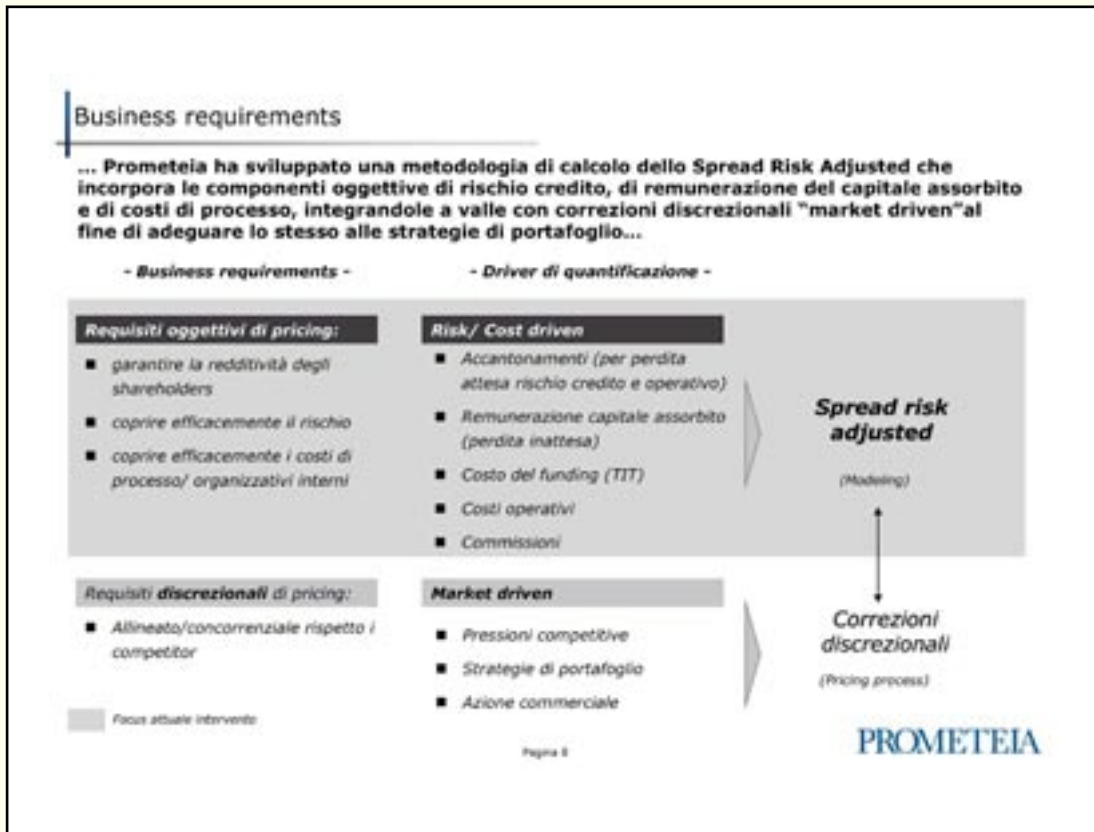 Business requirements
... Prometeia ha sviluppato una metodologia di calcolo dello Spread Risk Adjusted che
incorpora le componenti oggettive di rischio credito, di remunerazione del capitale assorbito
e di costi di processo, integrandole a valle con correzioni discrezionali "market driven"al
fine di adeguare lo stesso alle strategie di portafoglio...
- Business requirements -
- Driver di quantificazione -
Requisiti oggettivi di pricing:
■ garantire la redditività degli
shareholders
■ coprire efficacemente il rischio
■ coprire efficacemente i costi di
processo/ organizzativi interni
Risk/ Cost driven
■ Accantonamenti (per perdita
attesa rischio credito e operativo)
■ Remunerazione capitale assorbito
(perdita inattesa)
■ Costo del funding (TIT)
■ Costi operativi
■ Commissioni
Spread risk
adjusted
(Modeling)
Requisiti discrezionali di pricing:
■ Allineato/concorrenziale rispetto i
competitor
Market driven
■ Pressioni competitive
■ Strategie di portafoglio
■ Azione commerciale
Correzioni
discrezionali
(Pricing process)
Focus attuale intervento
Pagina 8
PROMETEIA